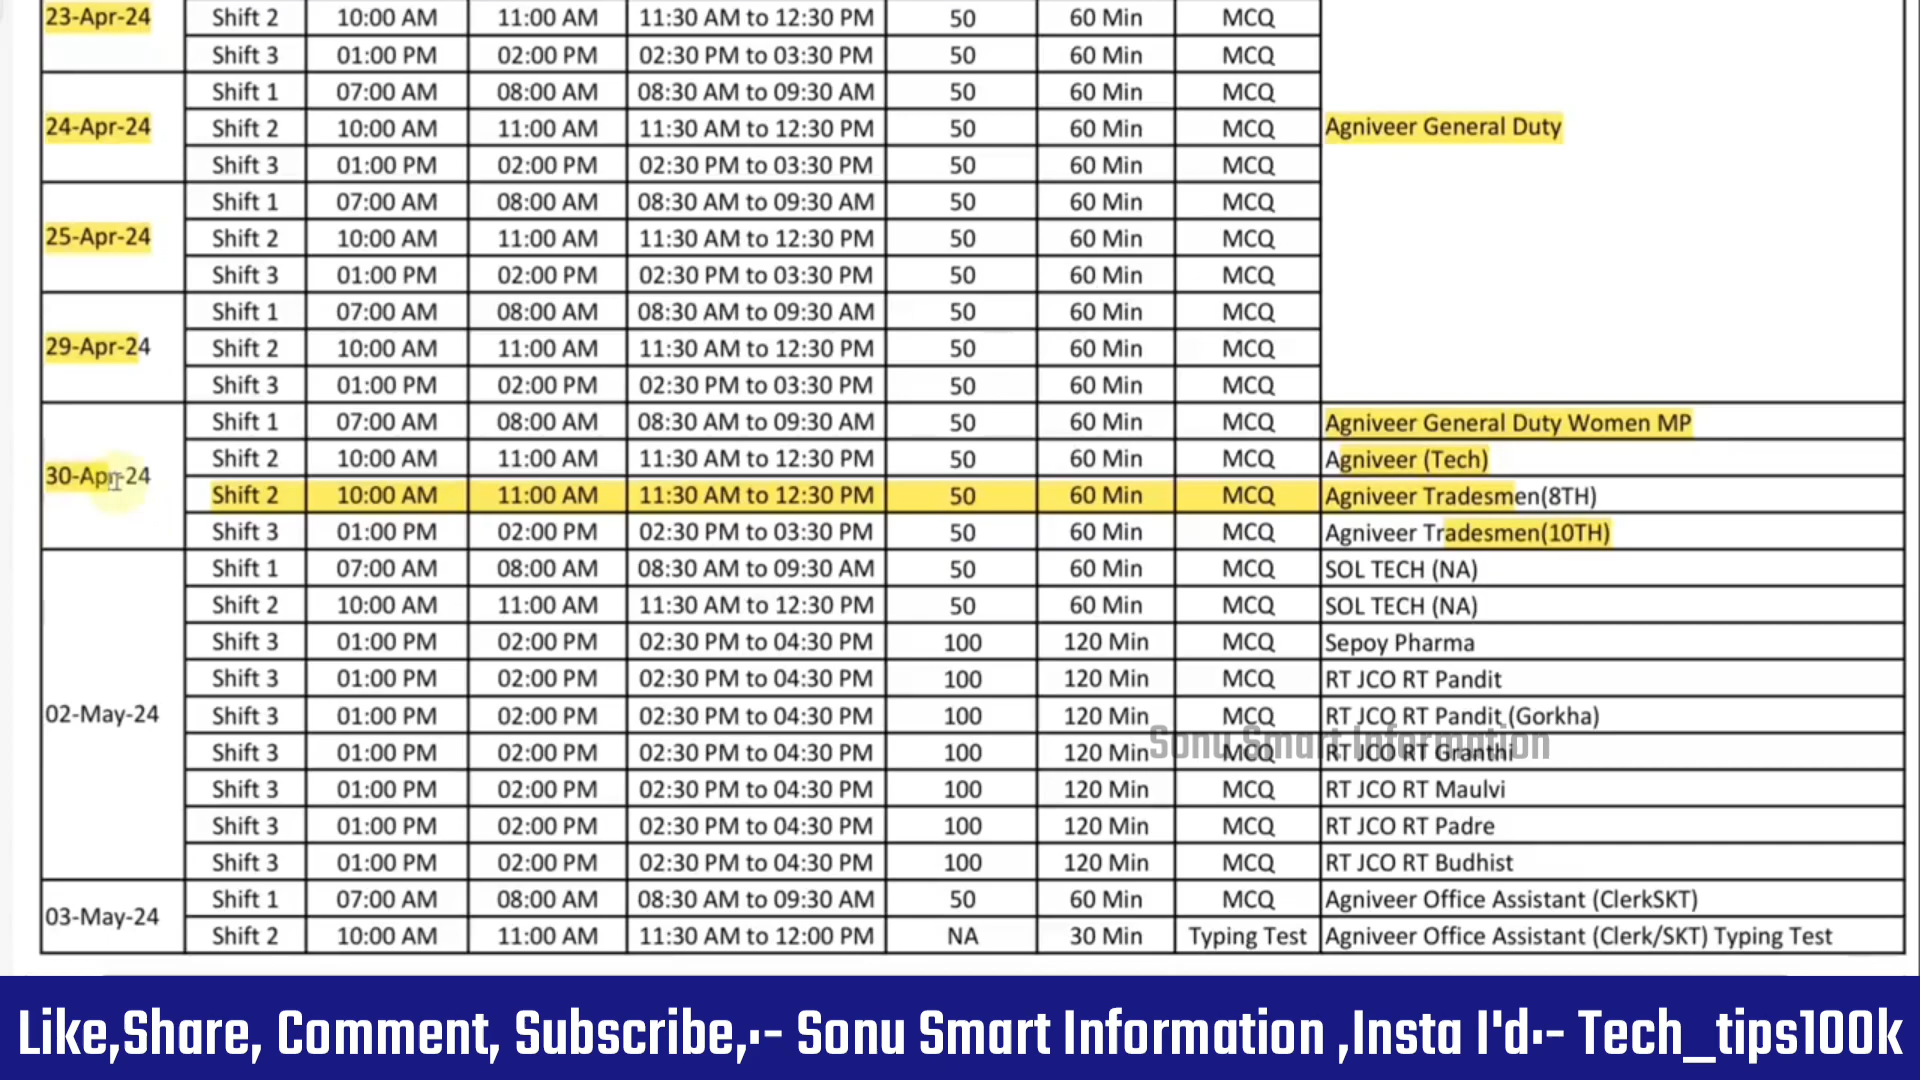 23-Apr-24 Shift 2 10:00 AM 11:00 AM 11:30 AM to 12:30 PM 50 60 Min MCQ
Shift 3 01:00 PM 02:00 PM 02:30 PM to 03:30 PM 50 60 Min MCQ
Shift 1 07:00 AM 08:00 AM 08:30 AM to 09:30 AM 50 60 Min MCQ
24-Apr-24 Shift 2 10:00 AM 11:00 AM 11:30 AM to 12:30 PM 50 60 Min MCQ Agniveer General Duty
Shift 3 01:00 PM 02:00 PM 02:30 PM to 03:30 PM 50 60 Min MCQ
Shift 1 07:00 AM 08:00 AM 08:30 AM to 09:30 AM 50 60 Min MCQ
25-Apr-24 Shift 2 10:00 AM 11:00 AM 11:30 AM to 12:30 PM 50 60 Min MCQ
Shift 3 01:00 PM 02:00 PM 02:30 PM to 03:30 PM 50 60 Min MCQ
Shift 1 07:00 AM 08:00 AM 08:30 AM to 09:30 AM 50 60 Min MCQ
29-Apr-24 Shift 2 10:00 AM 11:00 AM 11:30 AM to 12:30 PM 50 60 Min MCQ
Shift 3 01:00 PM 02:00 PM 02:30 PM to 03:30 PM 50 60 Min MCQ
Shift 1 07:00 AM 08:00 AM 08:30 AM to 09:30 AM 50 60 Min MCQ Agniveer General Duty Women MP
Shift 2 10:00 AM 11:00 AM 11:30 AM to 12:30 PM 50 60 Min MCQ Agniveer (Tech)
30-Apr-24
Shift 2 10:00 AM 11:00 AM 11:30 AM to 12:30 PM 50 60 Min MCQ Agniveer Tradesmen(8TH)
Shift 3 01:00 PM 02:00 PM 02:30 PM to 03:30 PM 50 60 Min MCQ Agniveer Tradesmen(10TH)
Shift 1 07:00 AM 08:00 AM 08:30 AM to 09:30 AM 50 60 Min MCQ SOL TECH (NA)
Shift 2 10:00 AM 11:00 AM 11:30 AM to 12:30 PM 50 60 Min MCQ SOL TECH (NA)
Shift 3 01:00 PM 02:00 PM 02:30 PM to 04:30 PM 100 120 Min MCQ Sepoy Pharma
Shift 3 01:00 PM 02:00 PM 02:30 PM to 04:30 PM 100 120 Min MCQ RT JCO RT Pandit
02-May-24 Shift 3 01:00 PM 02:00 PM 02:30 PM to 04:30 PM 100 120 Min MCQ RT JCO RT Pandit (Gorkha)
Sonu Smart Information
Shift 3 01:00 PM 02:00 PM 02:30 PM to 04:30 PM 100 120 Min MCQ RT JCO RT Granthi
Shift 3 01:00 PM 02:00 PM 02:30 PM to 04:30 PM 100 120 Min MCQ RT JCO RT Maulvi
Shift 3 01:00 PM 02:00 PM 02:30 PM to 04:30 PM 100 120 Min MCQ RT JCO RT Padre
Shift 3 01:00 PM 02:00 PM 02:30 PM to 04:30 PM 100 120 Min MCQ RT JCO RT Budhist
Shift 1 07:00 AM 08:00 AM 08:30 AM to 09:30 AM 50 60 Min MCQ Agniveer Office Assistant (ClerkSKT)
03-May-24
Shift 2 10:00 AM 11:00 AM 11:30 AM to 12:00 PM NA 30 Min Typing Test Agniveer Office Assistant (Clerk/SKT) Typing Test
Like,Share, Comment, Subscribe,:- Sonu Smart Information ,Insta I'd:- Tech_tips100k